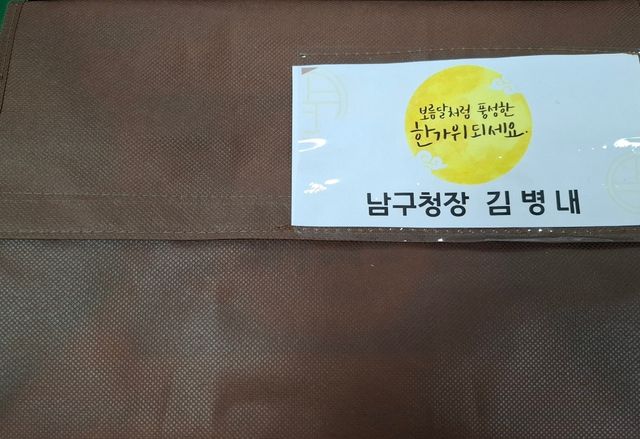 보름달처럼 풍성한
한가위 되세요.
남구청장 김병내